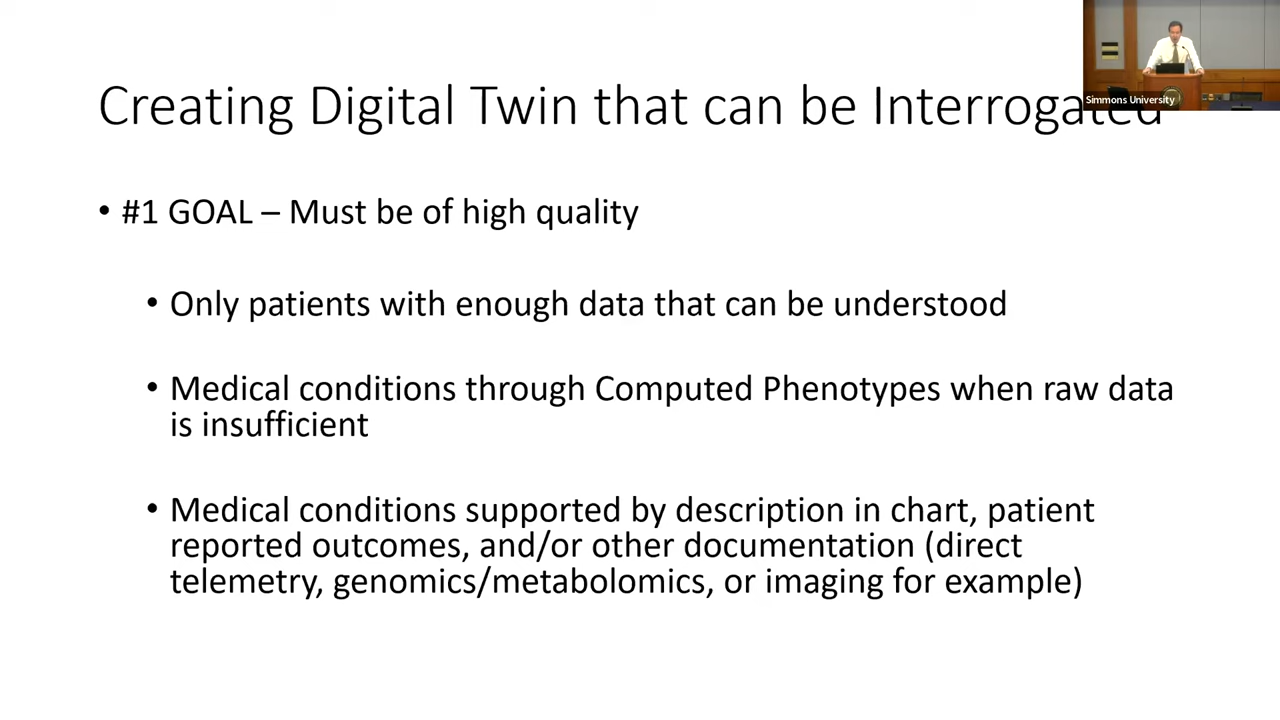 Creating Digital Twin that can be Interrogated
Simmons University
• #1 GOAL – Must be of high quality
• Only patients with enough data that can be understood
• Medical conditions through Computed Phenotypes when raw data
is insufficient
• Medical conditions supported by description in chart, patient
reported outcomes, and/or other documentation (direct
telemetry, genomics/metabolomics, or imaging for example)